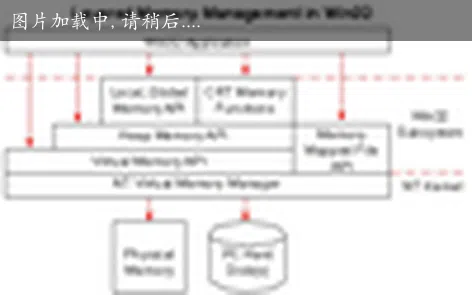 图片加载中, 请稍后....
Layered Memory Management in Win32
Win32 Application
Local, Global
Memory API
CRT Memory
Functions
Win32
Subsystem
Heap Memory API
Memory
Mapped File
API
Virtual Memory API
NT Virtual Memory Manager
NT Kernel
Physical
Memory
PC Hard
Disk(s)